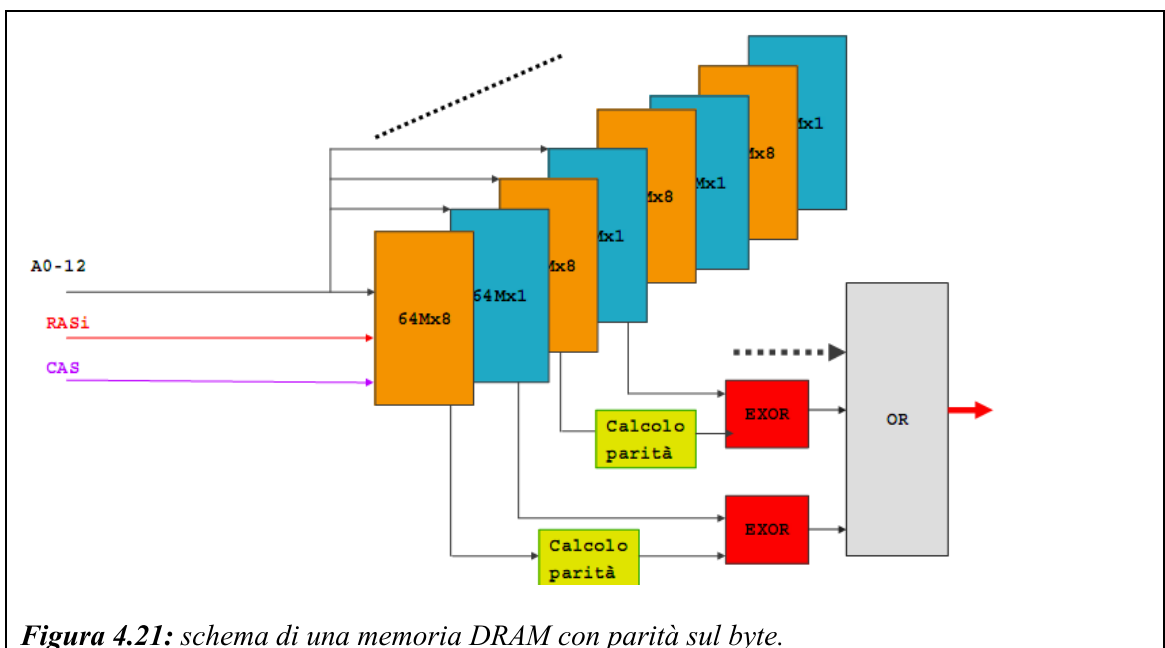 Mx1
Mx8
Mx1
Mx8
Mx1
Mx8
64Mx1
64Mx8
A0-12
RASi
CAS
EXOR
OR
Calcolo
parità
EXOR
Calcolo
parità
Figura 4.21: schema di una memoria DRAM con parità sul byte.